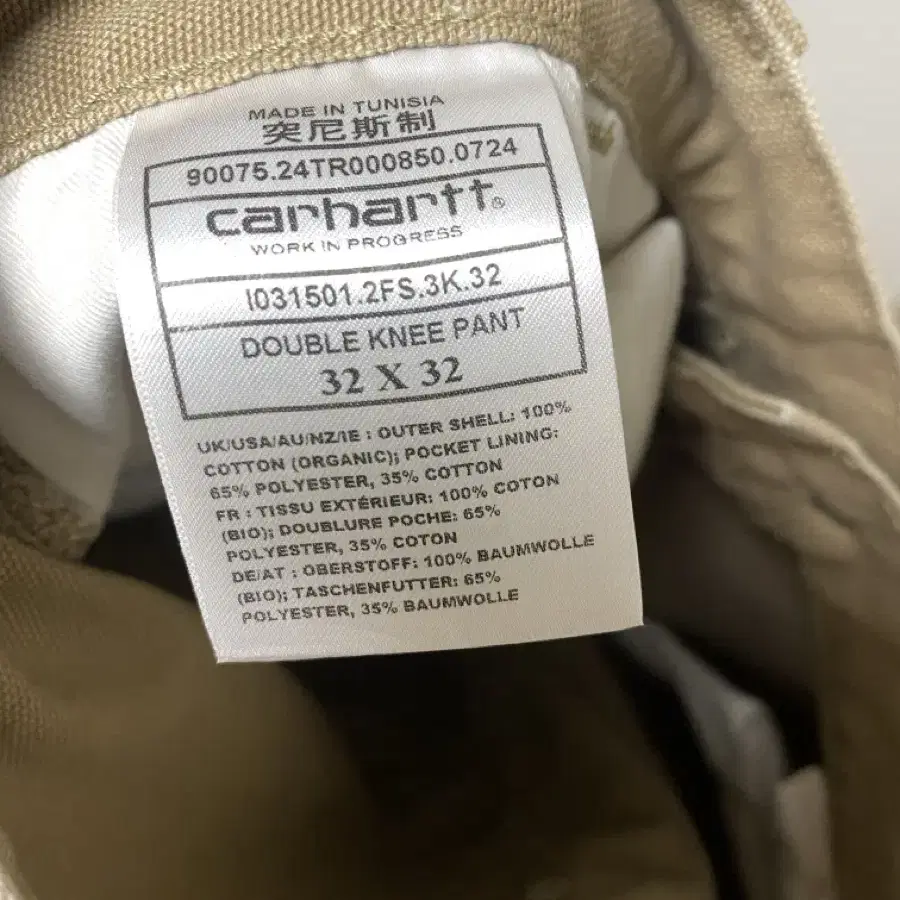 MADE IN TUNISIA
突尼斯制
90075.24TR000850.0724
carhartt®
WORK IN PROGRESS
I031501.2FS.3K.32
DOUBLE KNEE PANT
32 X 32
UK/USA/AU/NZ/IE : OUTER SHELL: 100%
COTTON (ORGANIC); POCKET LINING:
65% POLYESTER, 35% COTTON
FR : TISSU EXTÉRIEUR: 100% COTON
(BIO); DOUBLURE POCHE: 65%
POLYESTER, 35% COTON
DE/AT : OBERSTOFF: 100% BAUMWOLLE
(BIO); TASCHENFUTTER: 65%
POLYESTER, 35% BAUMWOLLE